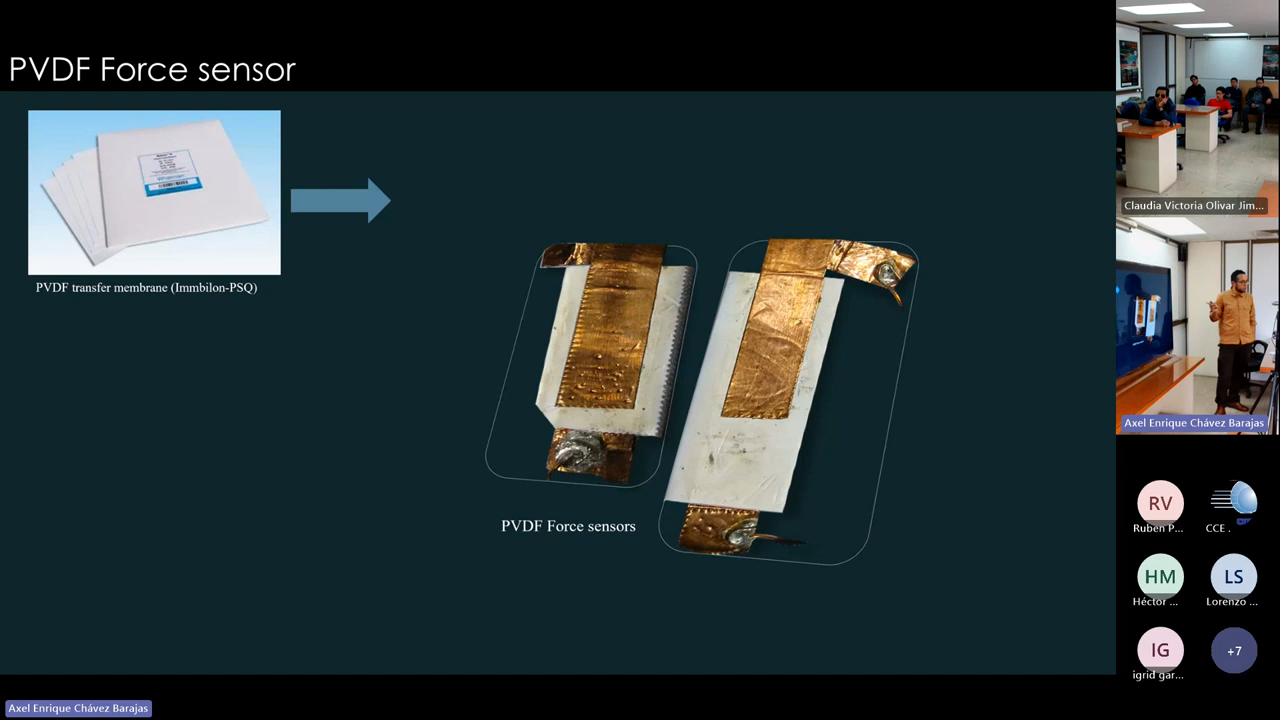 PVDF Force sensor
PVDF transfer membrane (Immbilon-PSQ)
PVDF Force sensors
Claudia Victoria Olivar Jim...
Axel Enrique Chávez Barajas
RV
Ruben P...
CCE .
HM
Héctor ...
LS
Lorenzo ...
IG
igrid gar...
+7
Axel Enrique Chávez Barajas